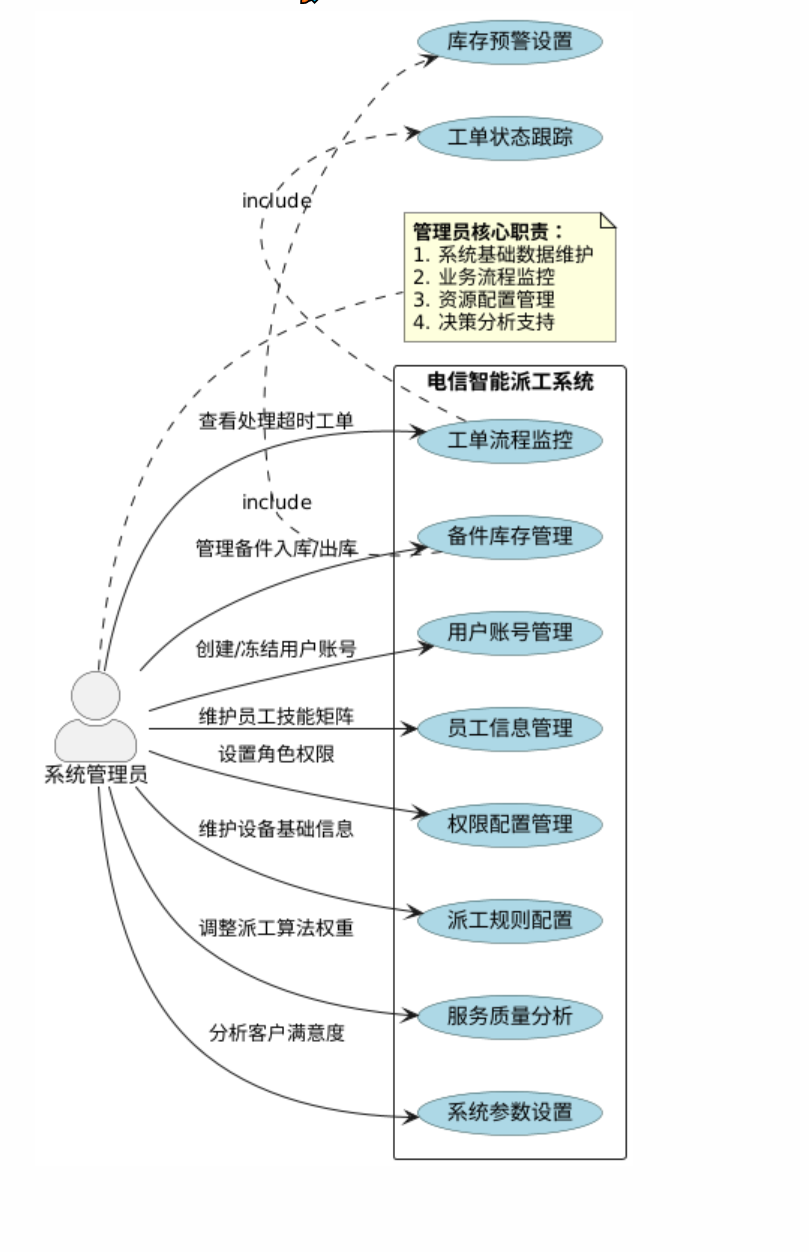 库存预警设置
工单状态跟踪
include
管理员核心职责：
1. 系统基础数据维护
2. 业务流程监控
3. 资源配置管理
4. 决策分析支持
电信智能派工系统
查看处理超时工单
工单流程监控
include
管理备件入库/出库
备件库存管理
用户账号管理
创建/冻结用户账号
维护员工技能矩阵
员工信息管理
设置角色权限
系统管理员
权限配置管理
维护设备基础信息
派工规则配置
调整派工算法权重
服务质量分析
分析客户满意度
系统参数设置